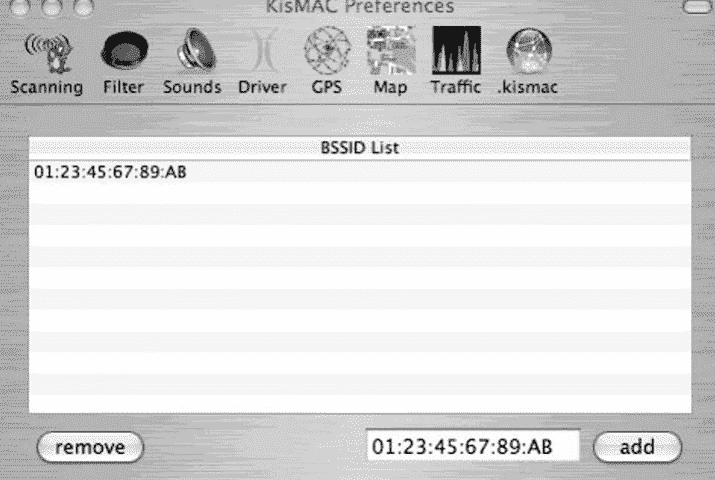 KisMAC Preferences
Scanning Filter Sounds Driver GPS Map Traffic .kismac
BSSID List
01:23:45:67:89:AB
remove 01:23:45:67:89:AB add